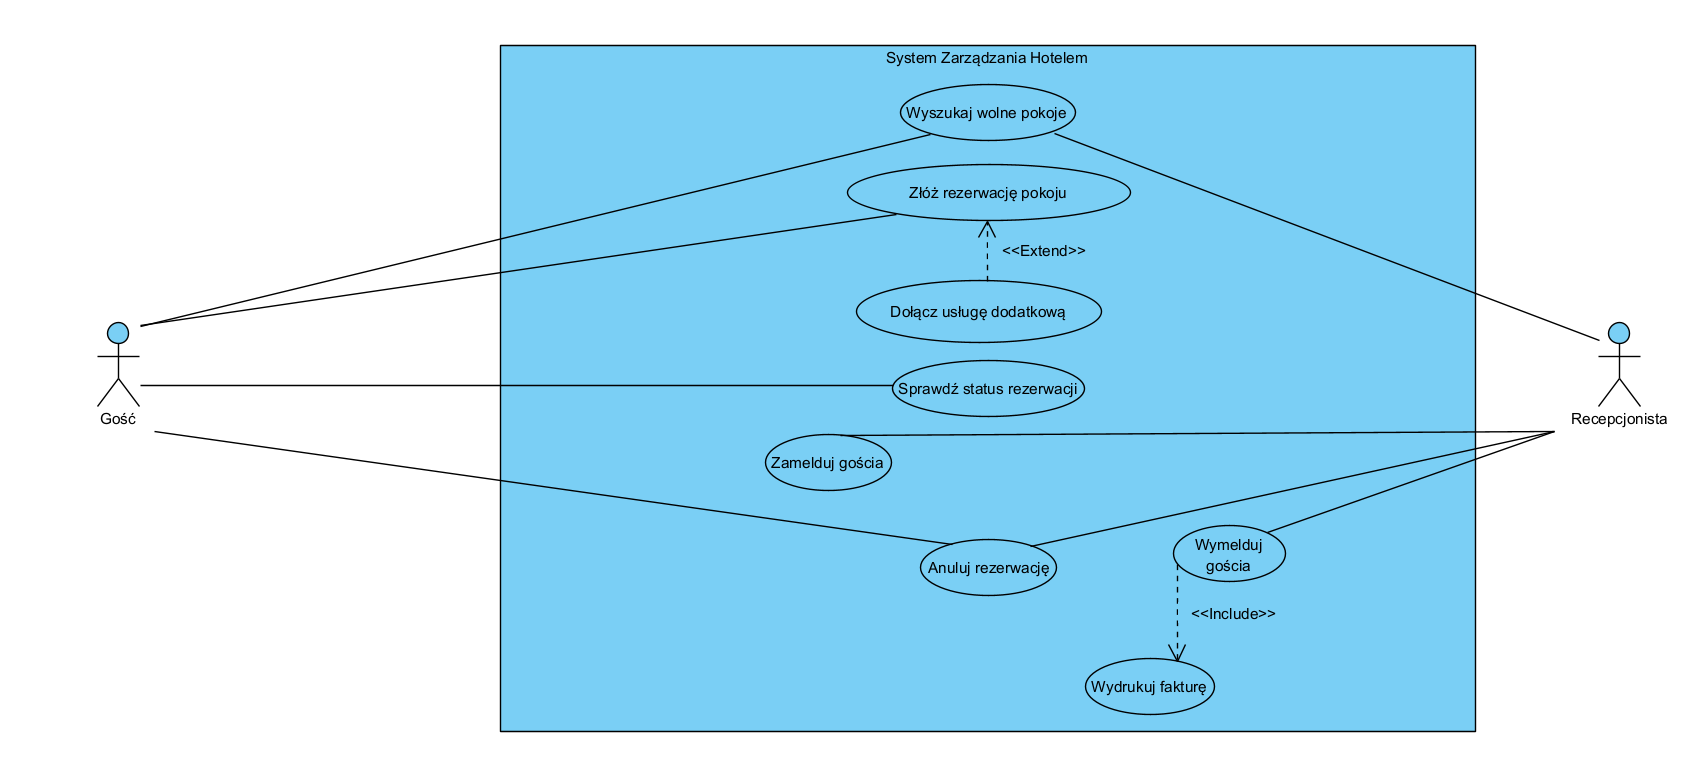 System Zarządzania Hotelem
Wyszukaj wolne pokoje
Złóż rezerwację pokoju
<<Extend>>
Dołącz usługę dodatkową
Sprawdź status rezerwacji
Gość
Recepcjonista
Zamelduj gościa
Wymelduj
gościa
Anuluj rezerwację
<<Include>>
Wydrukuj fakturę